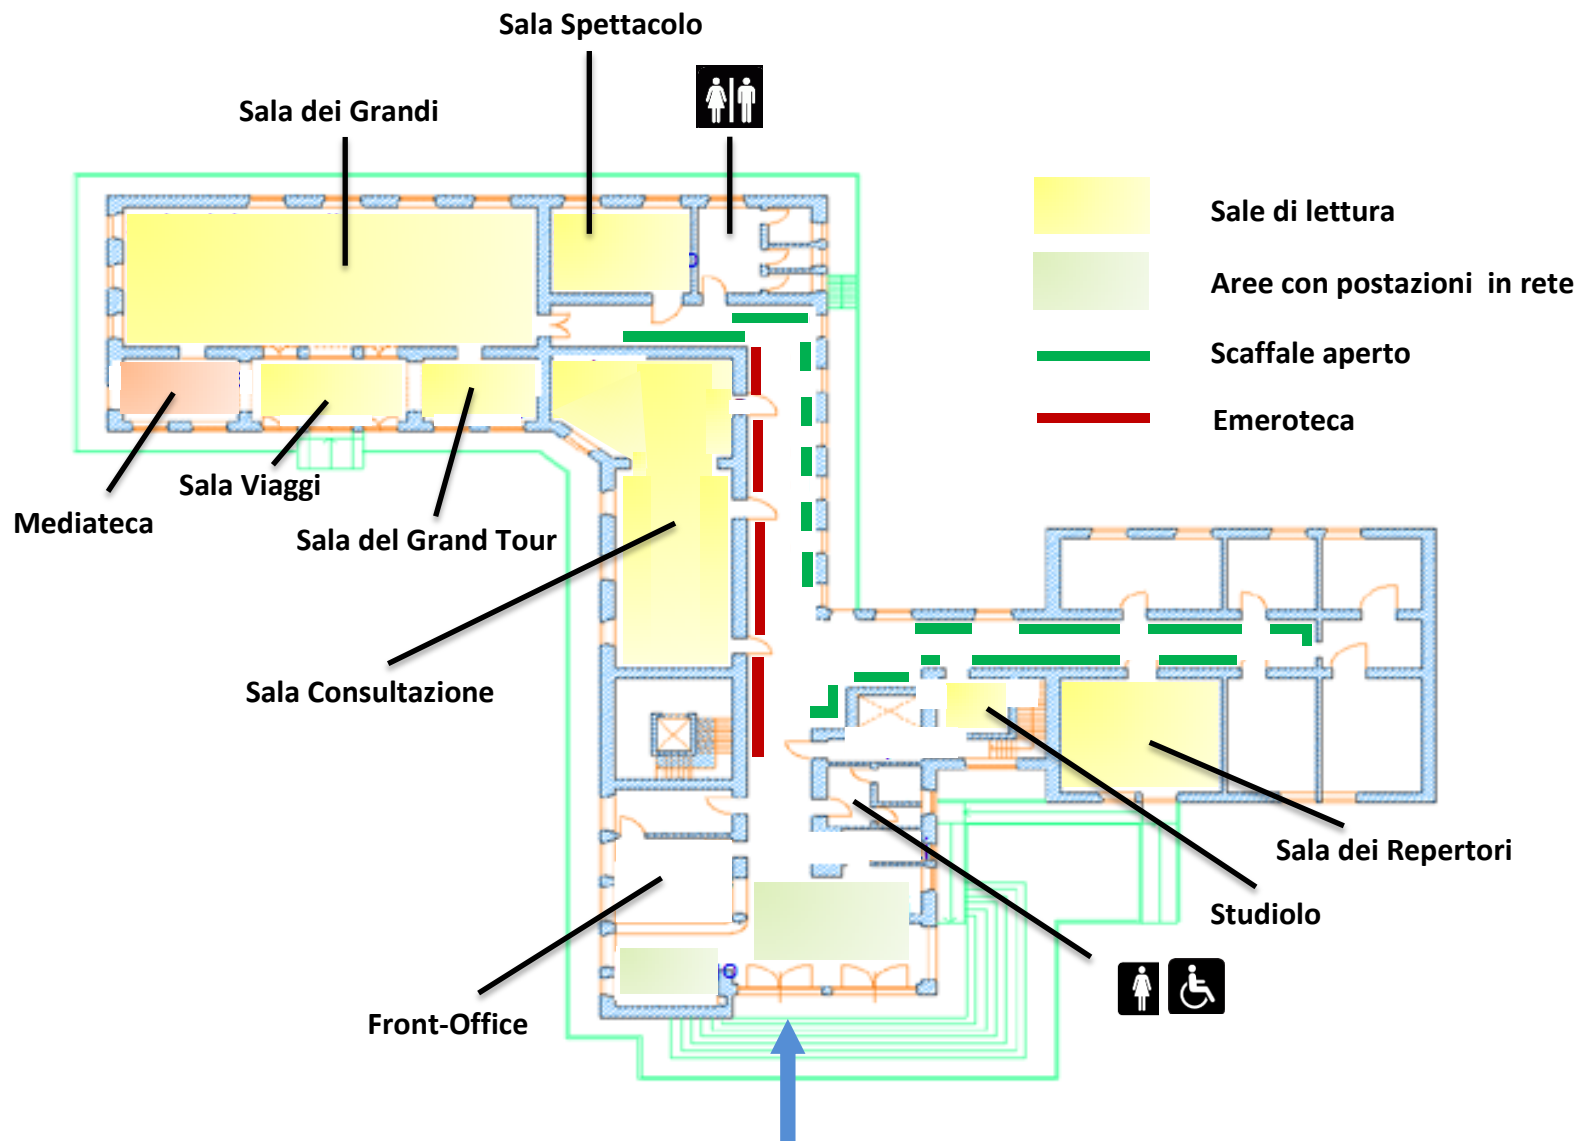 Sala Spettacolo
Sala dei Grandi
Sale di lettura
Aree con postazioni in rete
Scaffale aperto
Emeroteca
Sala Viaggi
Mediateca
Sala del Grand Tour
Sala Consultazione
Sala dei Repertori
Studiolo
Front-Office